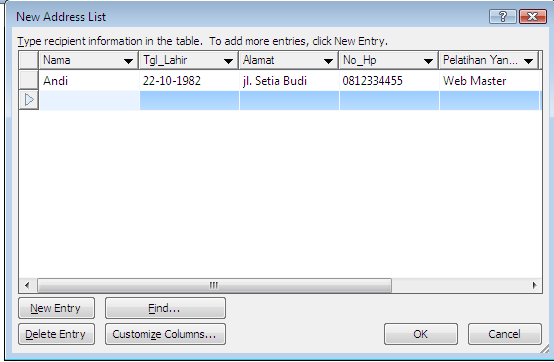 New Address List
Type recipient information in the table. To add more entries, click New Entry.
Nama Tgl_Lahir Alamat No_Hp Pelatihan Yan...
Andi 22-10-1982 jl. Setia Budi 0812334455 Web Master
New Entry Find...
Delete Entry Customize Columns... OK Cancel